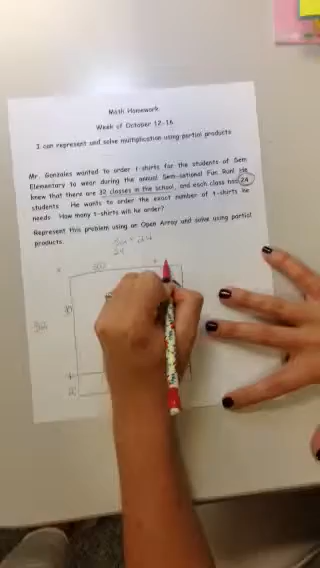 Math Homework
Week of October 12-16
I can represent and solve multiplication using partial products
Mr. Gonzales wanted to order t-shirts for the students of Sem
Elementary to wear during the annual Sem-sational Fun Run! He
knew that there are 32 classes in the school, and each class has 24
students. He wants to order the exact number of t-shirts he
needs. How many t-shirts will he order?
Represent this problem using an Open Array and solve using partial
products.
24
x
20
+
30
32
+
2